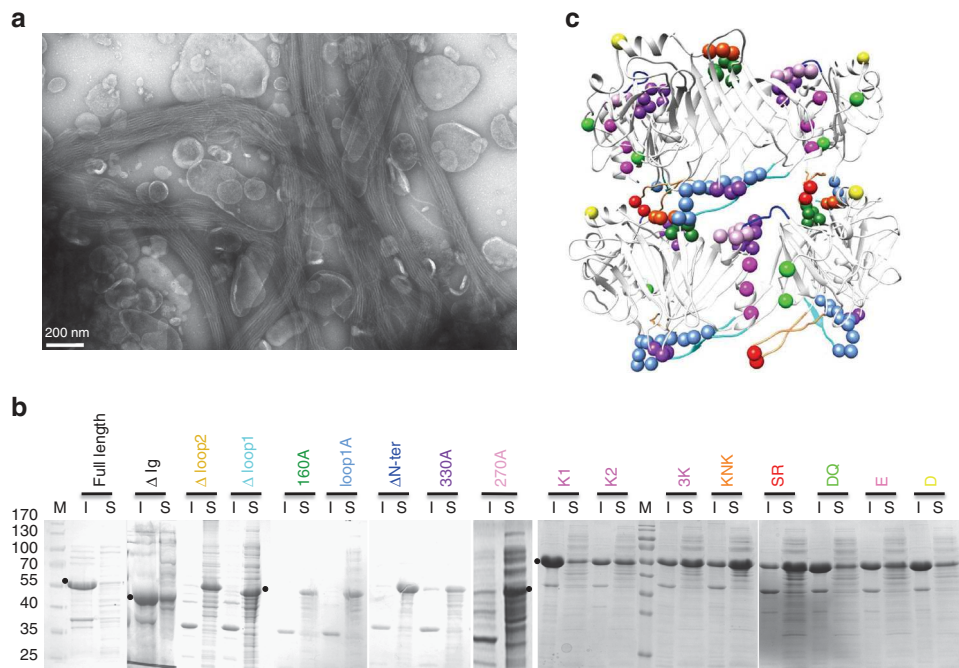 a
c
200 nm
b
Full length
Δ Ig
Δ loop2
Δ loop1
160A
loop1A
ΔN-ter
330A
270A
K1
K2
3K
KNK
SR
DQ
E
D
M I S I S I S I S I S I S I S I S I S I S I S M I S I S I S I S I S I S
170
130
100
70
55
40
35
25